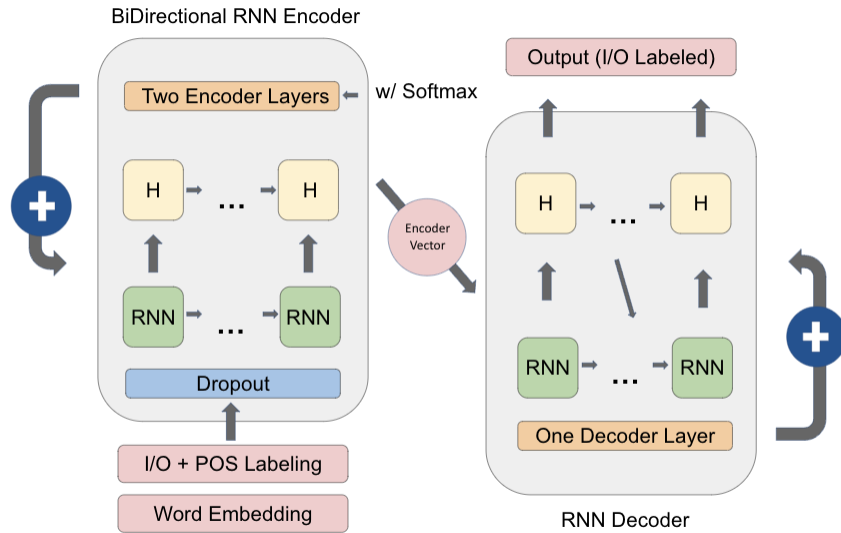 BiDirectional RNN Encoder
Two Encoder Layers
w/ Softmax
H
...
H
RNN
...
RNN
Dropout
I/O + POS Labeling
Word Embedding
Encoder
Vector
Output (I/O Labeled)
H
...
H
RNN
...
RNN
One Decoder Layer
RNN Decoder